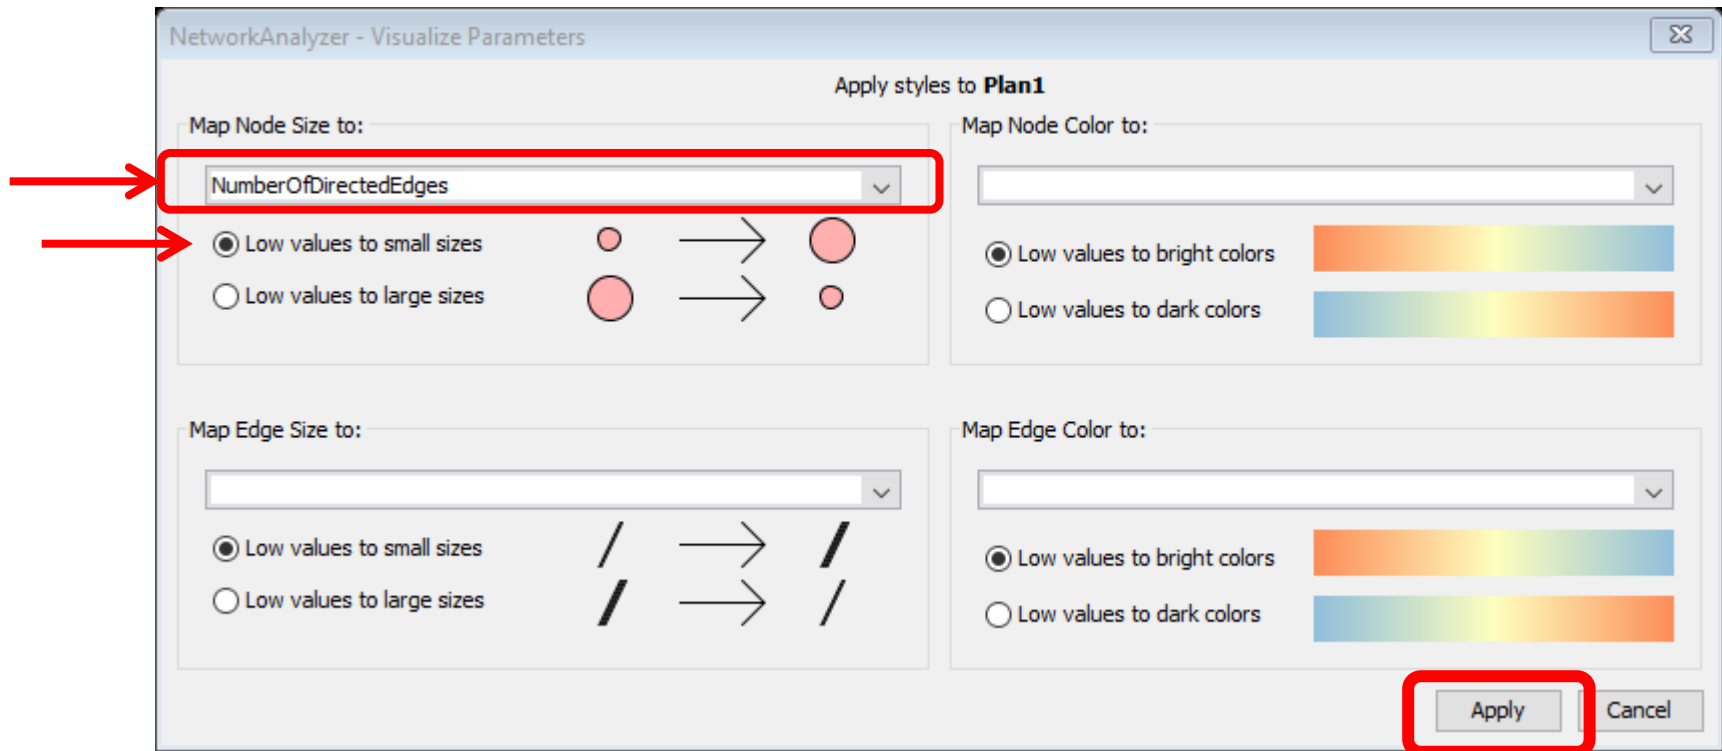 NetworkAnalyzer - Visualize Parameters
Apply styles to Plan1
Map Node Size to:
NumberOfDirectedEdges
Low values to small sizes
Low values to large sizes
Map Node Color to:
Low values to bright colors
Low values to dark colors
Map Edge Size to:
Low values to small sizes
Low values to large sizes
Map Edge Color to:
Low values to bright colors
Low values to dark colors
Apply
Cancel